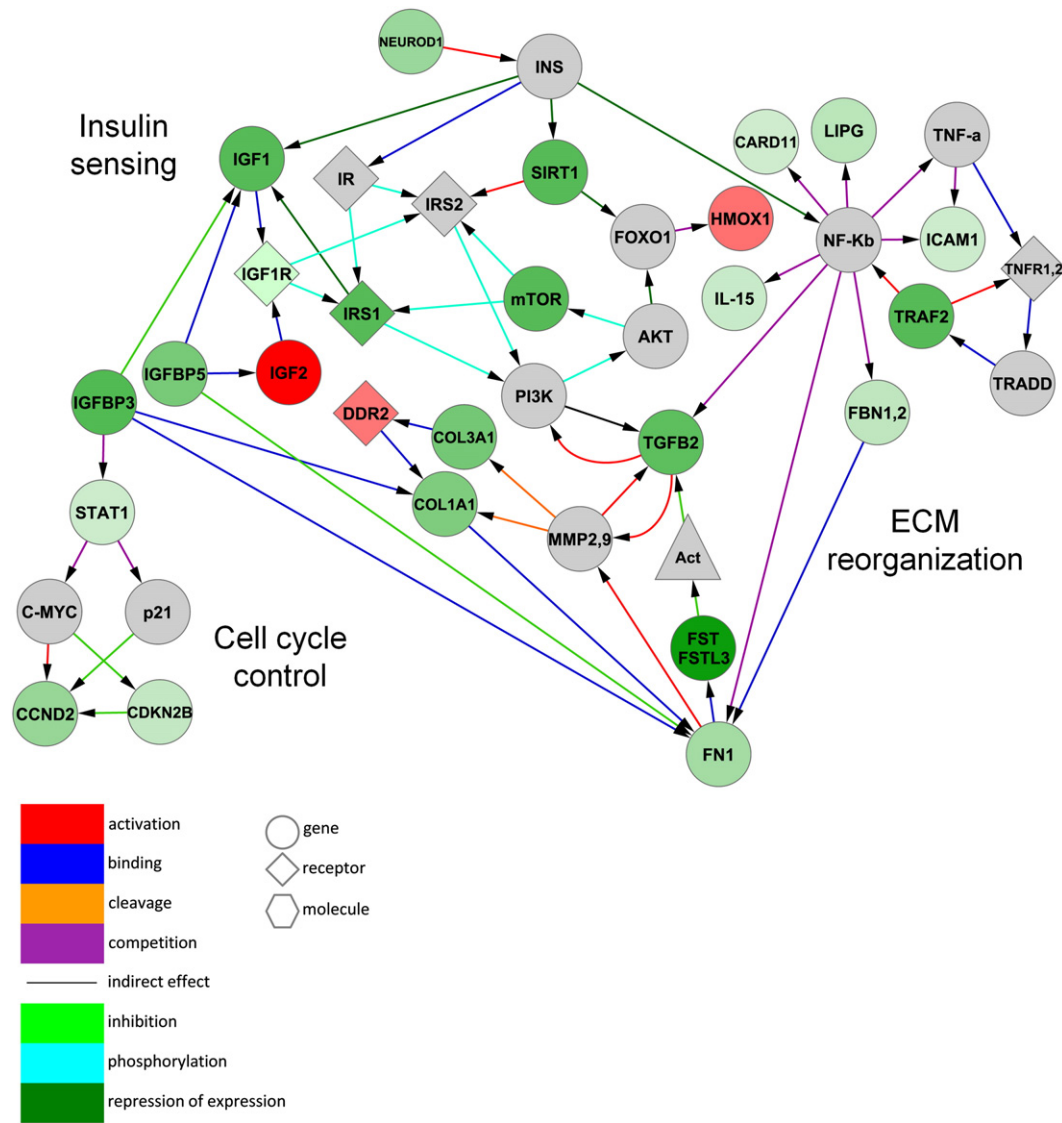 NEUROD1
INS
Insulin
sensing
IGF1
IR
IRS2
SIRT1
CARD11
LIPG
TNF-a
HMOX1
FOXO1
NF-Kb
ICAM1
IGF1R
TNFR1,2
IL-15
mTOR
IRS1
TRAF2
AKT
IGFBP5
IGF2
TRADD
IGFBP3
PI3K
DDR2
FBN1,2
COL3A1
TGFB2
COL1A1
STAT1
MMP2,9
ECM
reorganization
Act
C-MYC
p21
Cell cycle
control
FST
FSTL3
CCND2
CDKN2B
FN1
activation
binding
cleavage
competition
indirect effect
inhibition
phosphorylation
repression of expression
gene
receptor
molecule